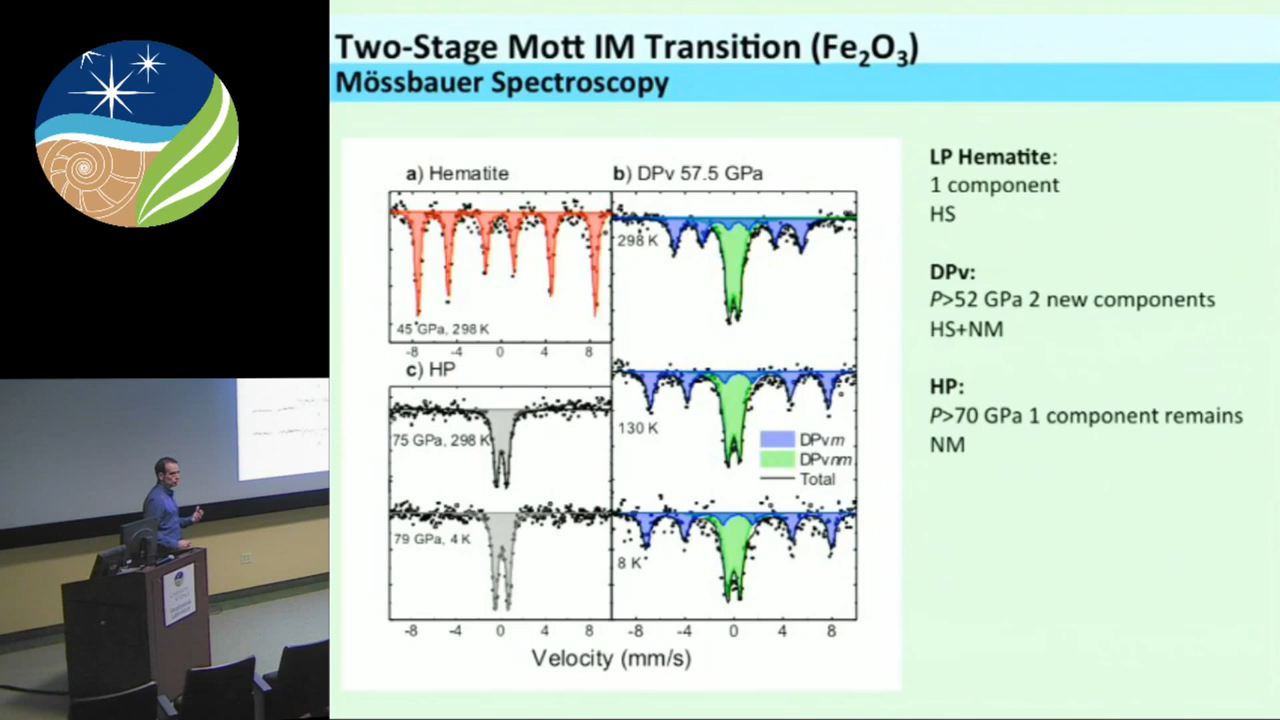 Two-Stage Mott IM Transition (Fe₂O₃)
Mössbauer Spectroscopy
a) Hematite
45 GPa, 298 K
-8 -4 0 4 8
c) HP
75 GPa, 298 K
79 GPa, 4 K
-8 -4 0 4 8
b) DPv 57.5 GPa
298 K
130 K
DPvm
DPvnm
Total
8 K
-8 -4 0 4 8
Velocity (mm/s)
LP Hematite:
1 component
HS
DPv:
P>52 GPa 2 new components
HS+NM
HP:
P>70 GPa 1 component remains
NM